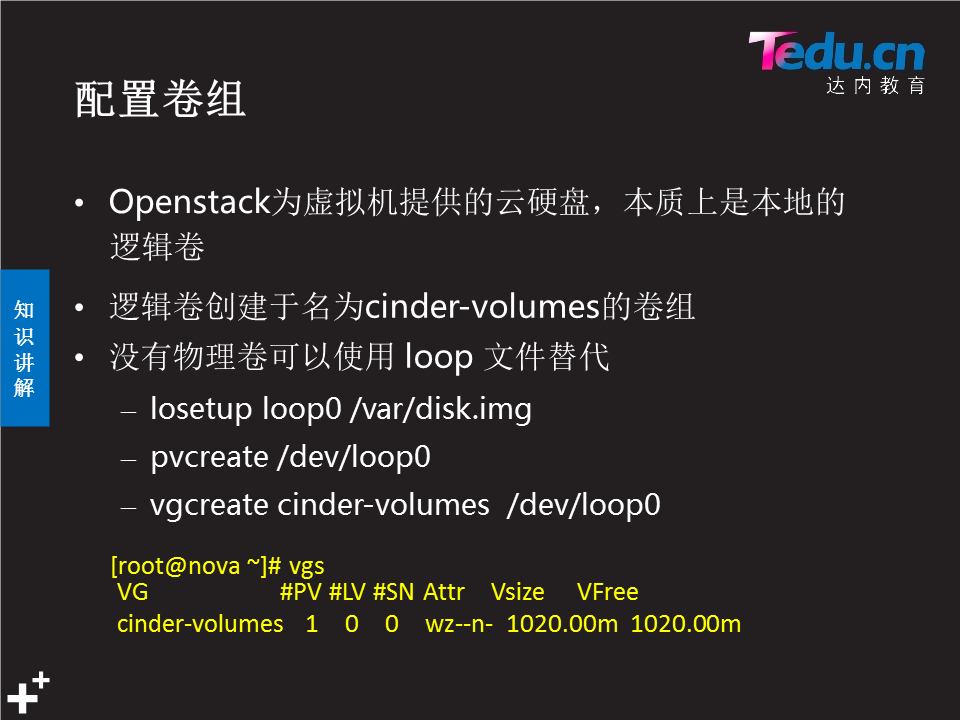 Tedu.cn
达内教育
配置卷组
• Openstack为虚拟机提供的云硬盘，本质上是本地的
逻辑卷
• 逻辑卷创建于名为cinder-volumes的卷组
• 没有物理卷可以使用 loop 文件替代
– losetup loop0 /var/disk.img
– pvcreate /dev/loop0
– vgcreate cinder-volumes  /dev/loop0
知
识
讲
解
[root@nova ~]# vgs
VG #PV #LV #SN Attr Vsize VFree
cinder-volumes 1 0 0 wz--n- 1020.00m 1020.00m